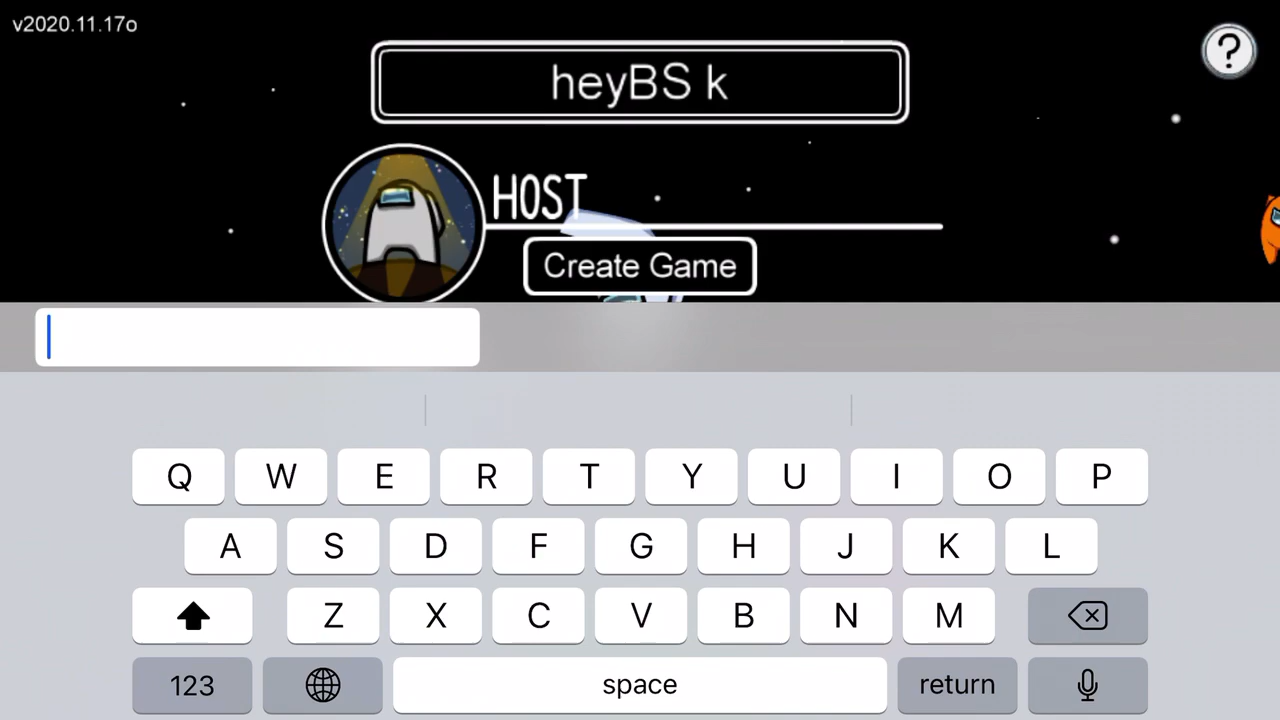 v2020.11.17o
?
heyBS k
HOST
Create Game
Q W E R T Y U I O P
A S D F G H J K L
Z X C V B N M
123 space return